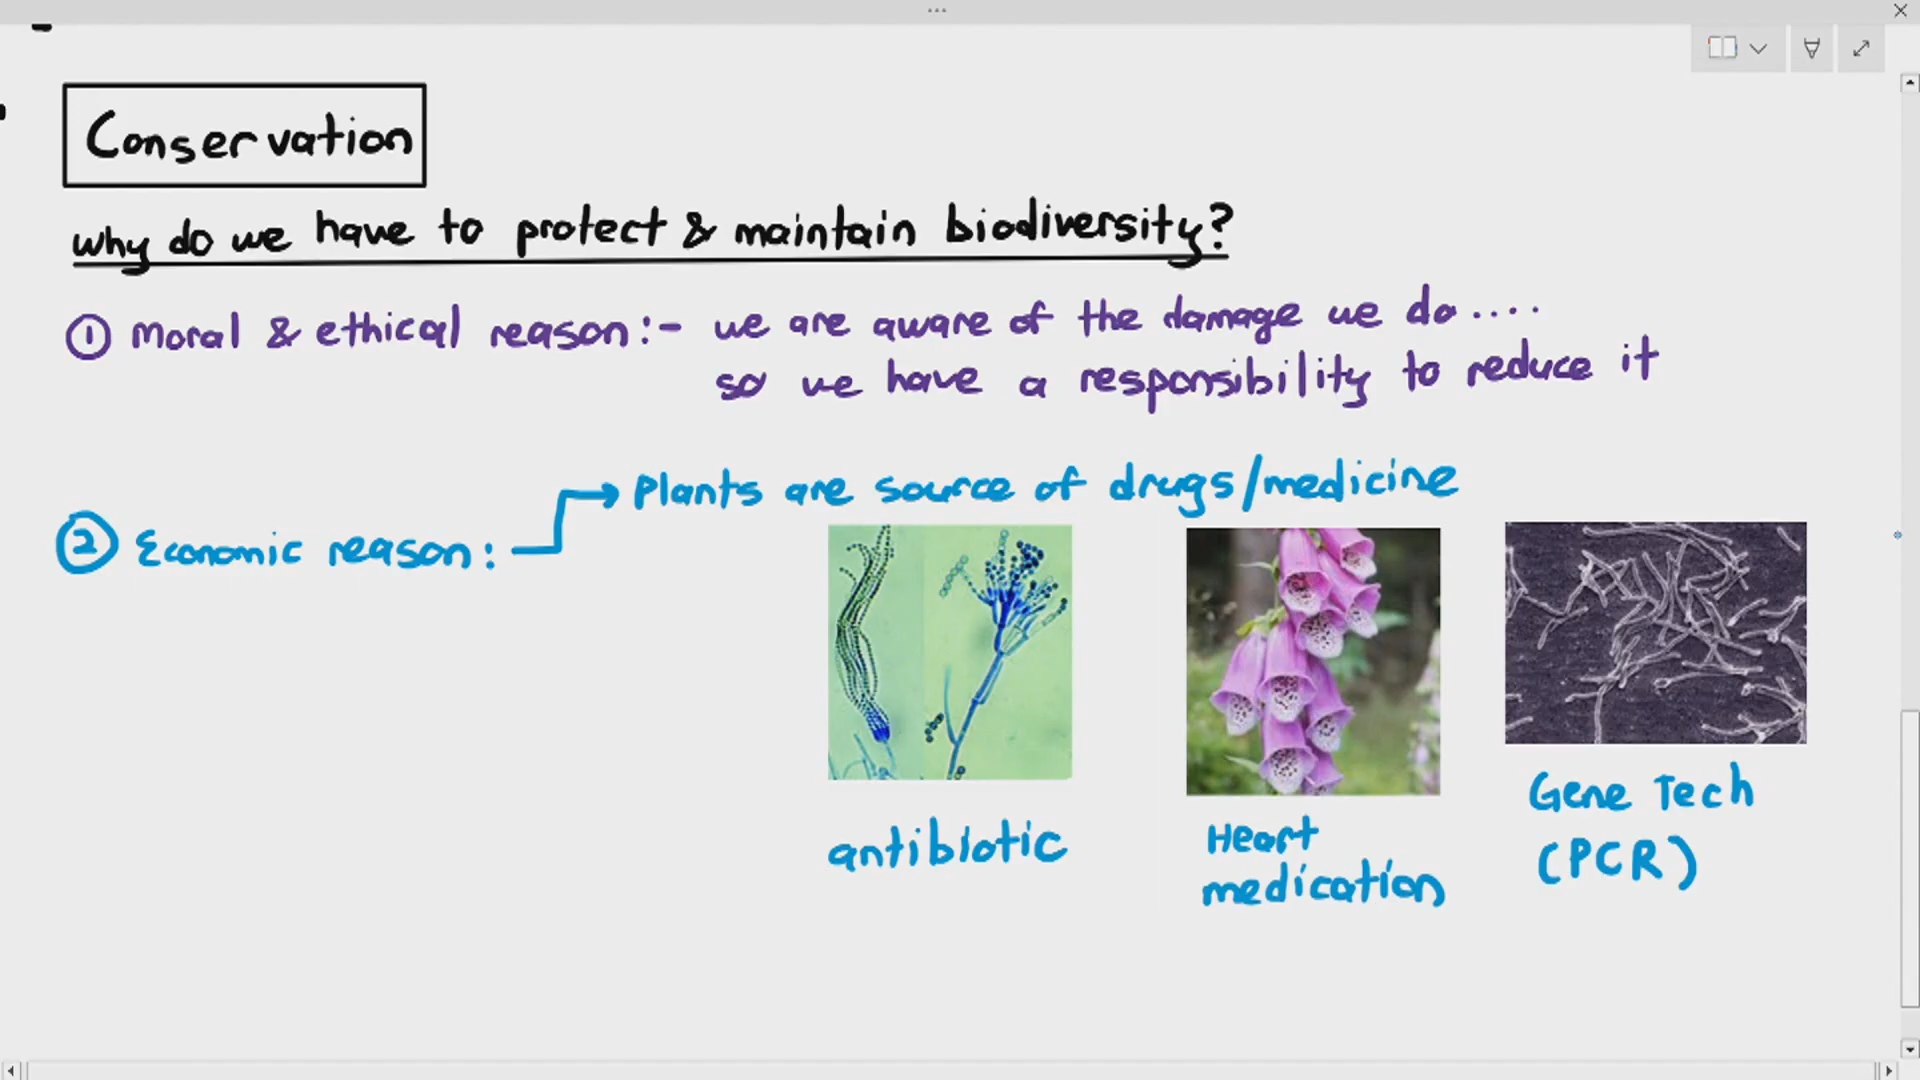 Conservation
why do we have to protect & maintain biodiversity?
① Moral & ethical reason:- we are aware of the damage we do....
so we have a responsibility to reduce it
Plants are source of drugs/medicine
② Economic reason:
antibiotic
Heart
medication
Gene Tech
(PCR)